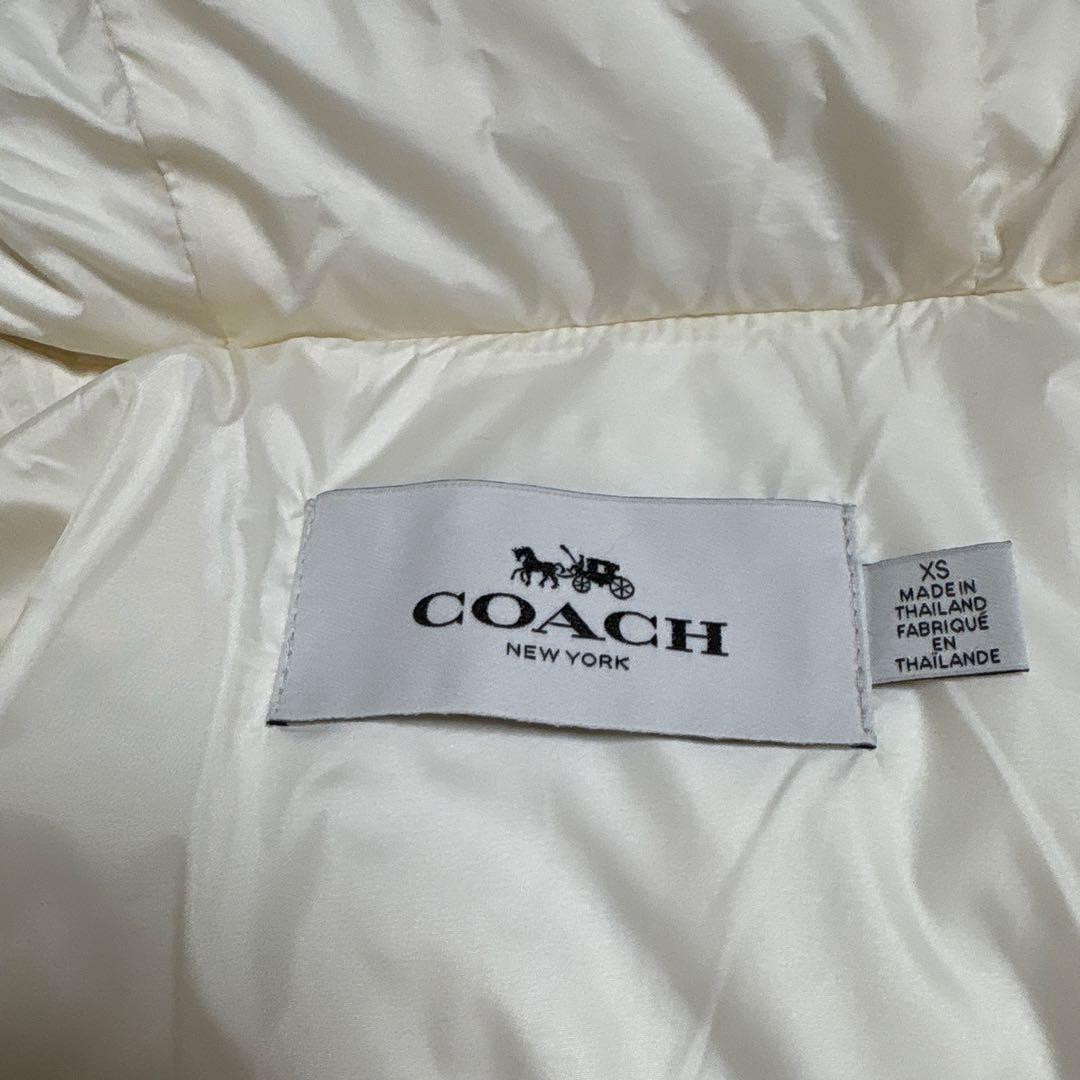 COACH
NEW YORK
XS
MADE IN
THAILAND
FABRIQUÉ
EN
THAÏLANDE